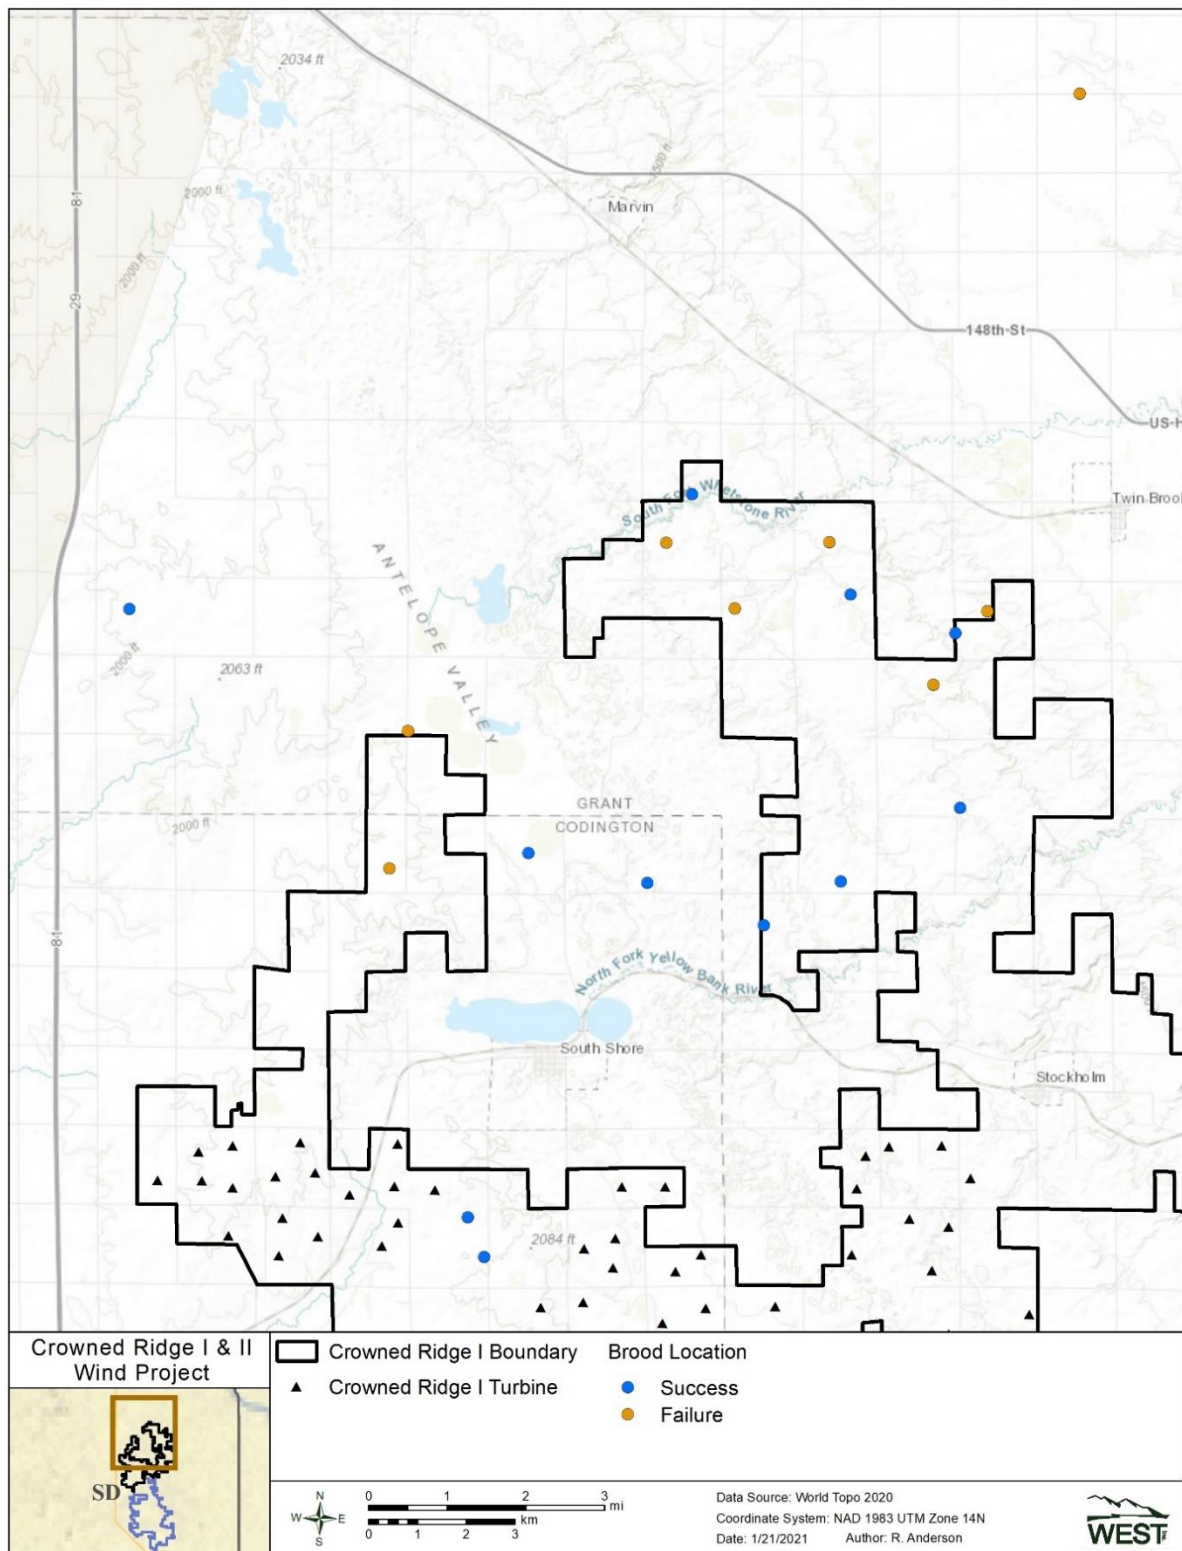 2034 ft
81
2000 ft
1500 ft
Marvin
2000 ft
29
148th-St
US-H
Twin Brook
South Fork Whetstone River
ANTELOPE VALLEY
2000 ft
2063 ft
GRANT
CODINGTON
2000 ft
81
North Fork Yellow Bank River
South Shore
Stockholm
2084 ft
Crowned Ridge I & II
Wind Project
SD
Crowned Ridge I Boundary
Crowned Ridge I Turbine
Brood Location
Success
Failure
N
W E
S
0 1 2 3
mi
0 1 2 3
km
Data Source: World Topo 2020
Coordinate System: NAD 1983 UTM Zone 14N
Date: 1/21/2021 Author: R. Anderson
WEST